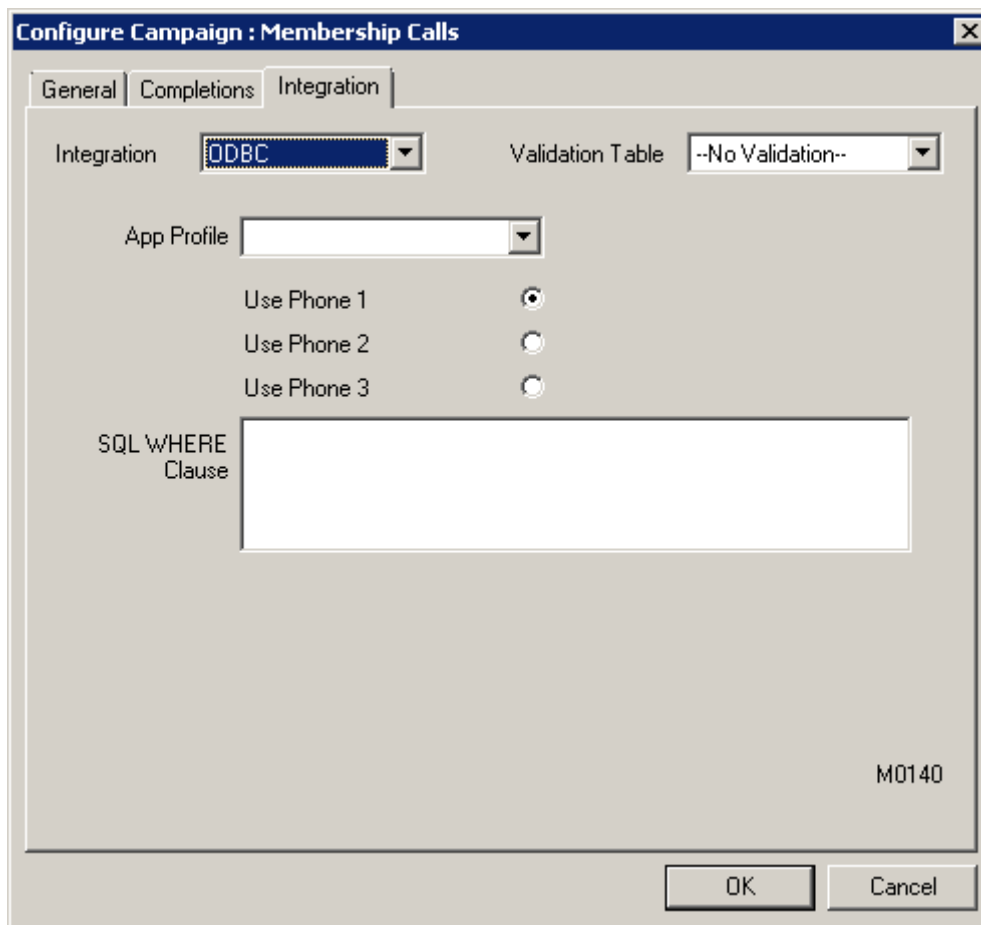 Configure Campaign : Membership Calls
General Completions Integration
Integration ODBC Validation Table --No Validation--
App Profile
Use Phone 1
Use Phone 2
Use Phone 3
SQL WHERE
Clause
M0140
OK Cancel